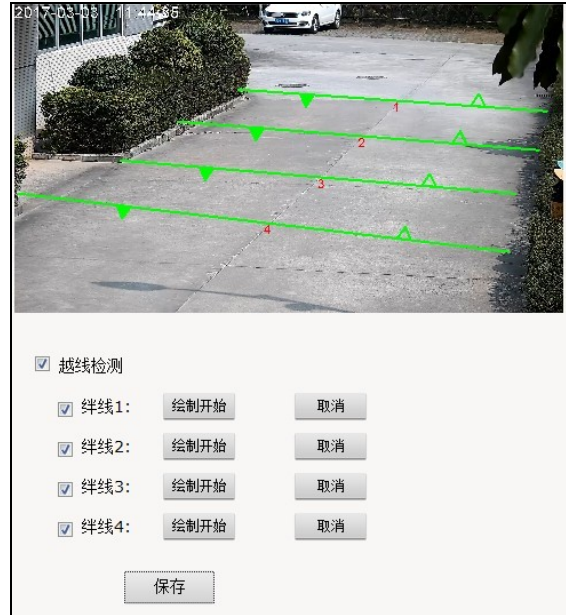 2017-03-03 11:44:35
1
2
3
4
越线检测
绊线1: 绘制开始 取消
绊线2: 绘制开始 取消
绊线3: 绘制开始 取消
绊线4: 绘制开始 取消
保存